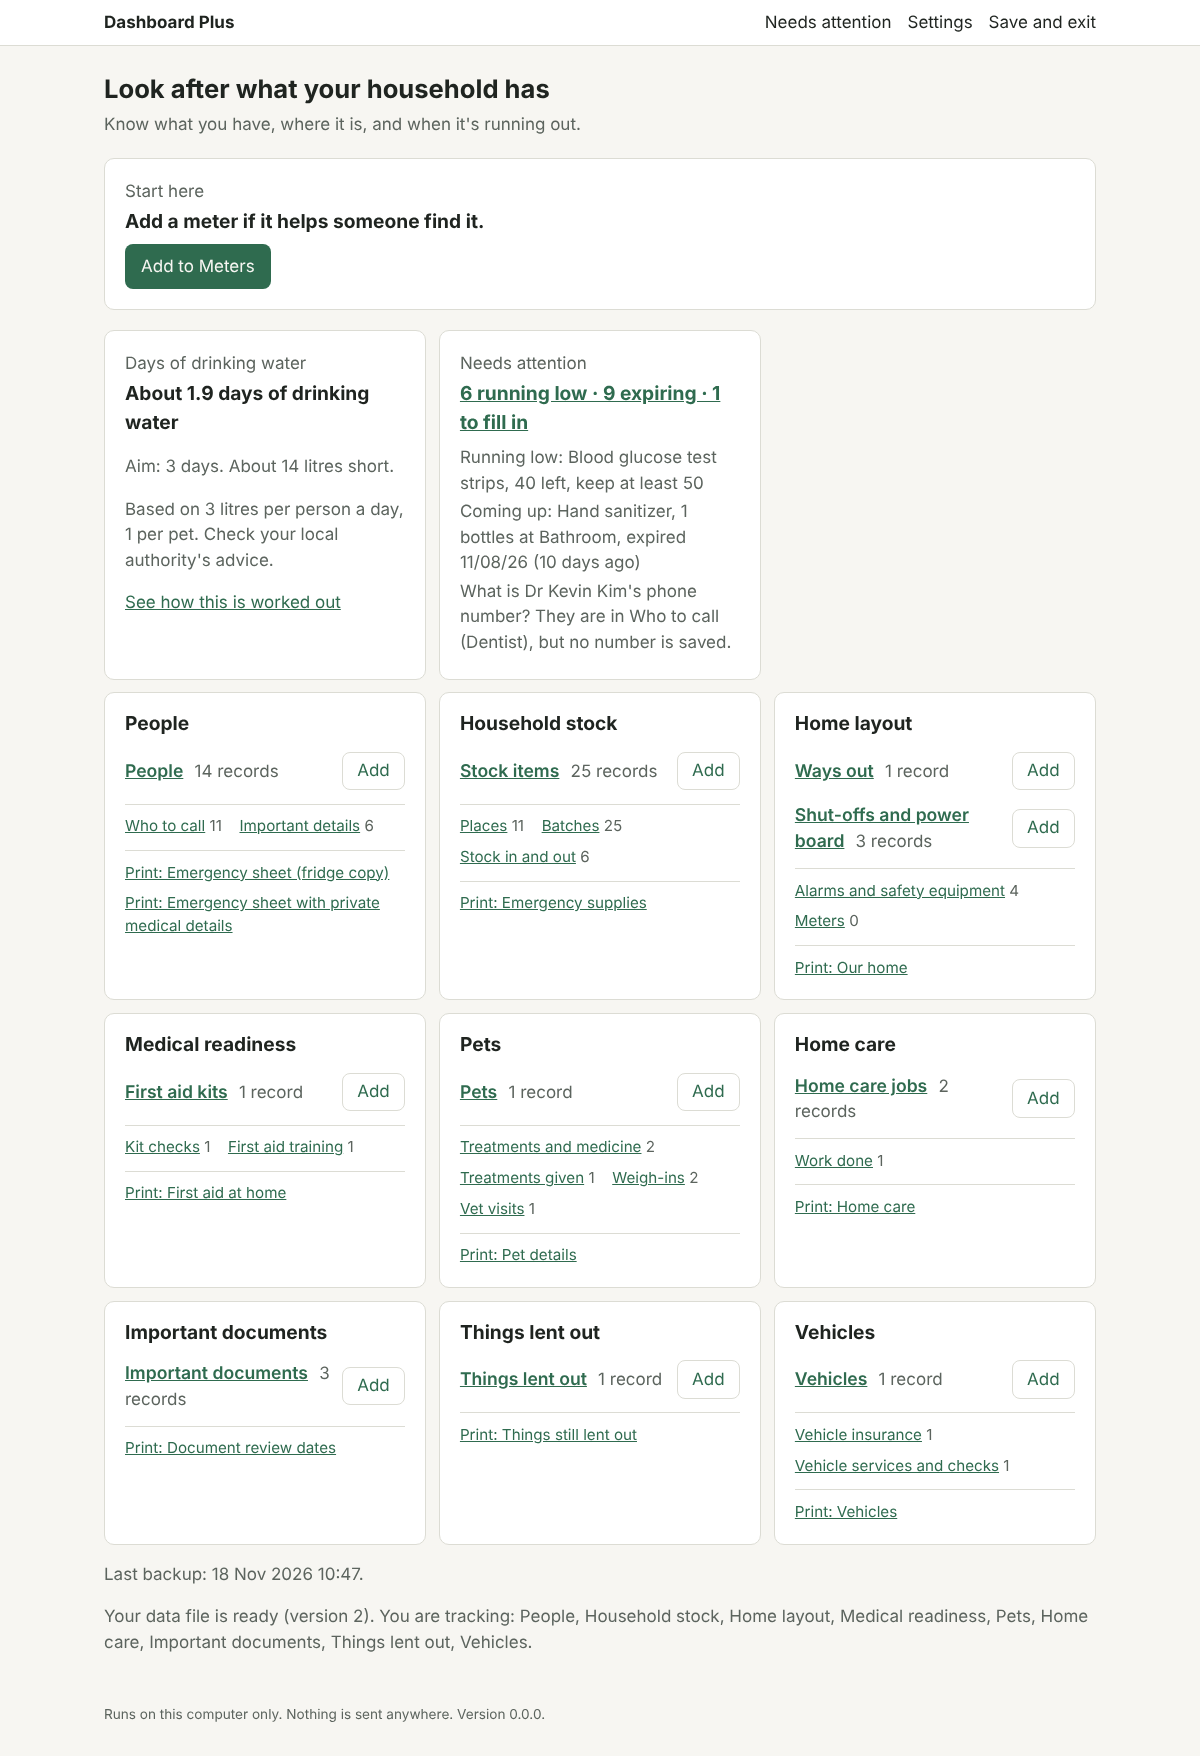 Dashboard Plus
Needs attention Settings Save and exit
Look after what your household has
Know what you have, where it is, and when it's running out.
Start here
Add a meter if it helps someone find it.
Add to Meters
Days of drinking water
About 1.9 days of drinking
water
Aim: 3 days. About 14 litres short.
Based on 3 litres per person a day,
1 per pet. Check your local
authority's advice.
See how this is worked out
Needs attention
6 running low · 9 expiring · 1
to fill in
Running low: Blood glucose test
strips, 40 left, keep at least 50
Coming up: Hand sanitizer, 1
bottles at Bathroom, expired
11/08/26 (10 days ago)
What is Dr Kevin Kim's phone
number? They are in Who to call
(Dentist), but no number is saved.
People
People 14 records Add
Who to call 11 Important details 6
Print: Emergency sheet (fridge copy)
Print: Emergency sheet with private
medical details
Household stock
Stock items 25 records Add
Places 11 Batches 25
Stock in and out 6
Print: Emergency supplies
Home layout
Ways out 1 record Add
Shut-offs and power
board 3 records Add
Alarms and safety equipment 4
Meters 0
Print: Our home
Medical readiness
First aid kits 1 record Add
Kit checks 1 First aid training 1
Print: First aid at home
Pets
Pets 1 record Add
Treatments and medicine 2
Treatments given 1 Weigh-ins 2
Vet visits 1
Print: Pet details
Home care
Home care jobs 2
records Add
Work done 1
Print: Home care
Important documents
Important documents 3
records Add
Print: Document review dates
Things lent out
Things lent out 1 record Add
Print: Things still lent out
Vehicles
Vehicles 1 record Add
Vehicle insurance 1
Vehicle services and checks 1
Print: Vehicles
Last backup: 18 Nov 2026 10:47.
Your data file is ready (version 2). You are tracking: People, Household stock, Home layout, Medical readiness, Pets, Home
care, Important documents, Things lent out, Vehicles.
Runs on this computer only. Nothing is sent anywhere. Version 0.0.0.